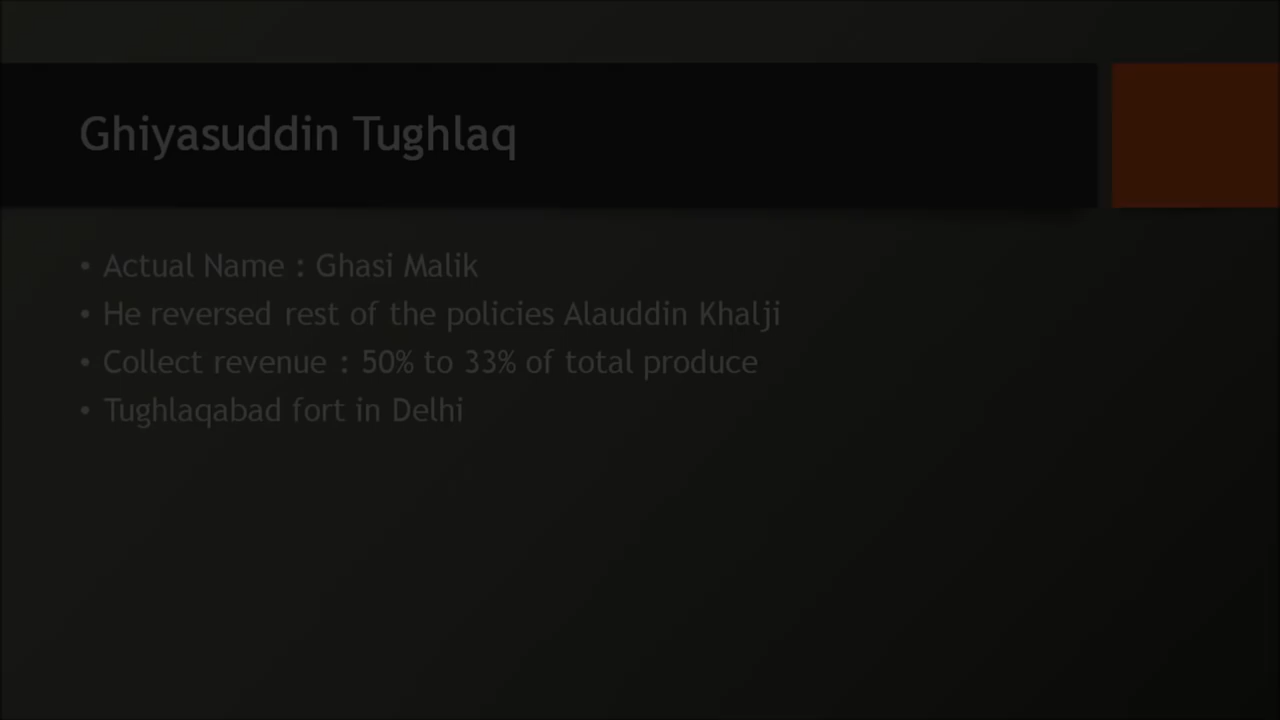 Ghiyasuddin Tughlaq
• Actual Name : Ghasi Malik
• He reversed rest of the policies Alauddin Khalji
• Collect revenue : 50% to 33% of total produce
• Tughlaqabad fort in Delhi